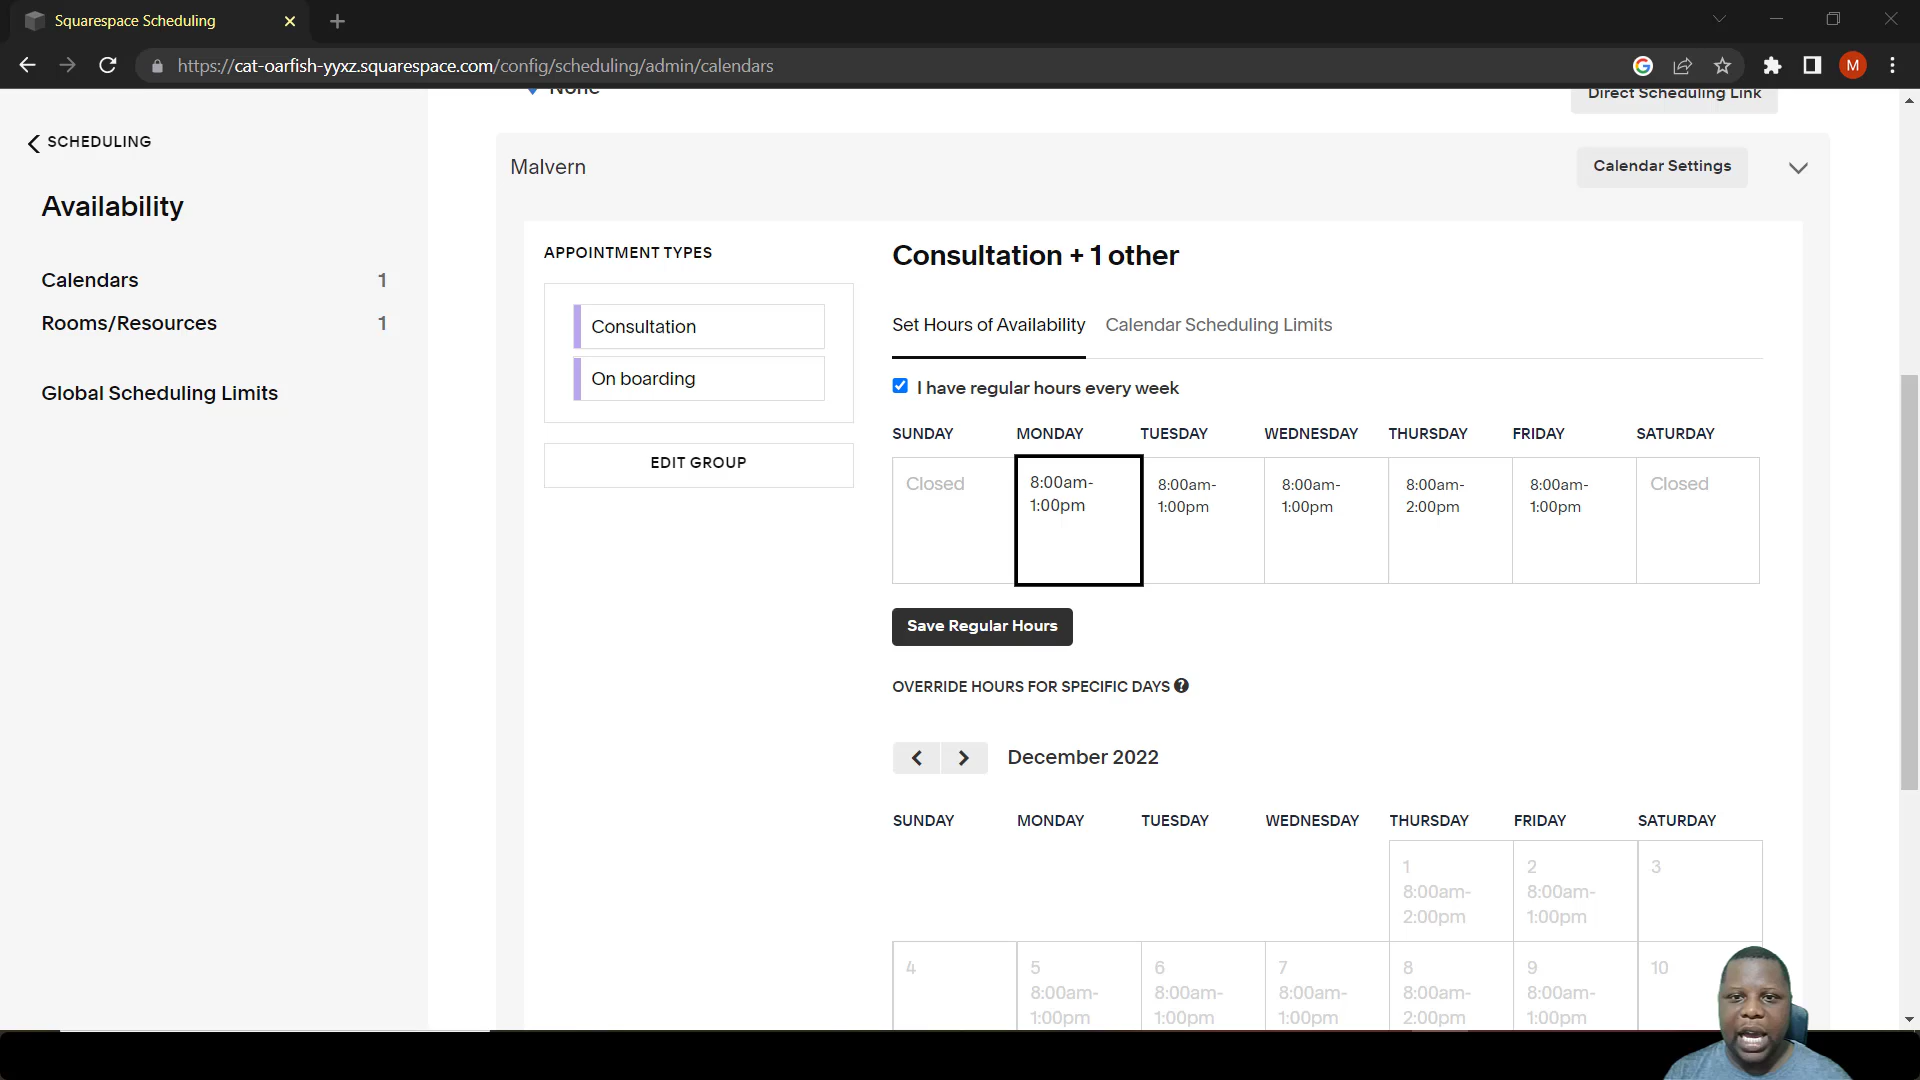 Squarespace Scheduling
https://cat-oarfish-yyxz.squarespace.com/config/scheduling/admin/calendars
M
None
Direct Scheduling Link
SCHEDULING
Malvern
Calendar Settings
Availability
Calendars 1
Rooms/Resources 1
Global Scheduling Limits
APPOINTMENT TYPES
Consultation
On boarding
EDIT GROUP
Consultation + 1 other
Set Hours of Availability Calendar Scheduling Limits
I have regular hours every week
SUNDAY MONDAY TUESDAY WEDNESDAY THURSDAY FRIDAY SATURDAY
Closed 8:00am- 8:00am- 8:00am- 8:00am- 8:00am- Closed
1:00pm 1:00pm 1:00pm 2:00pm 1:00pm
Save Regular Hours
OVERRIDE HOURS FOR SPECIFIC DAYS ?
December 2022
SUNDAY MONDAY TUESDAY WEDNESDAY THURSDAY FRIDAY SATURDAY
1 2 3
8:00am- 8:00am-
2:00pm 1:00pm
4 5 6 7 8 9 10
8:00am- 8:00am- 8:00am- 8:00am- 8:00am-
1:00pm 1:00pm 1:00pm 2:00pm 1:00pm